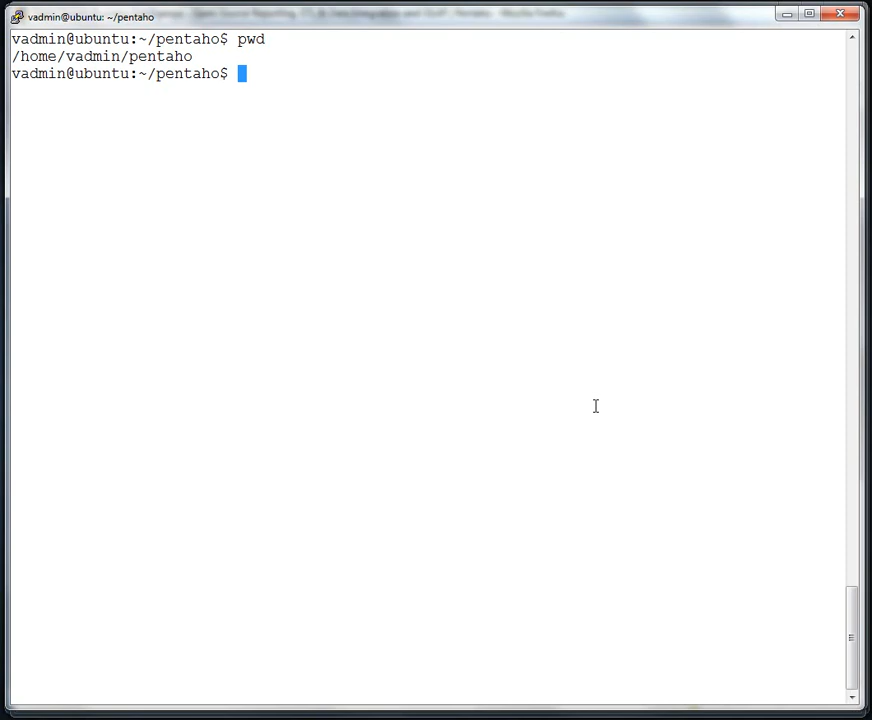 vadmin@ubuntu: ~/pentaho
vadmin@ubuntu:~/pentaho$ pwd
/home/vadmin/pentaho
vadmin@ubuntu:~/pentaho$